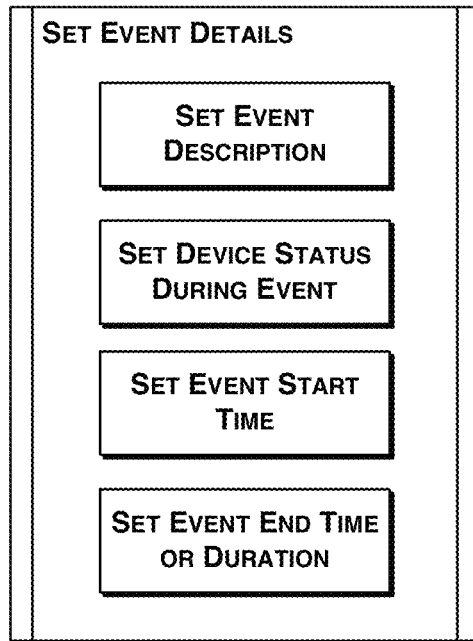 SET EVENT DETAILS
SET EVENT
DESCRIPTION
SET DEVICE STATUS
DURING EVENT
SET EVENT START
TIME
SET EVENT END TIME
OR DURATION